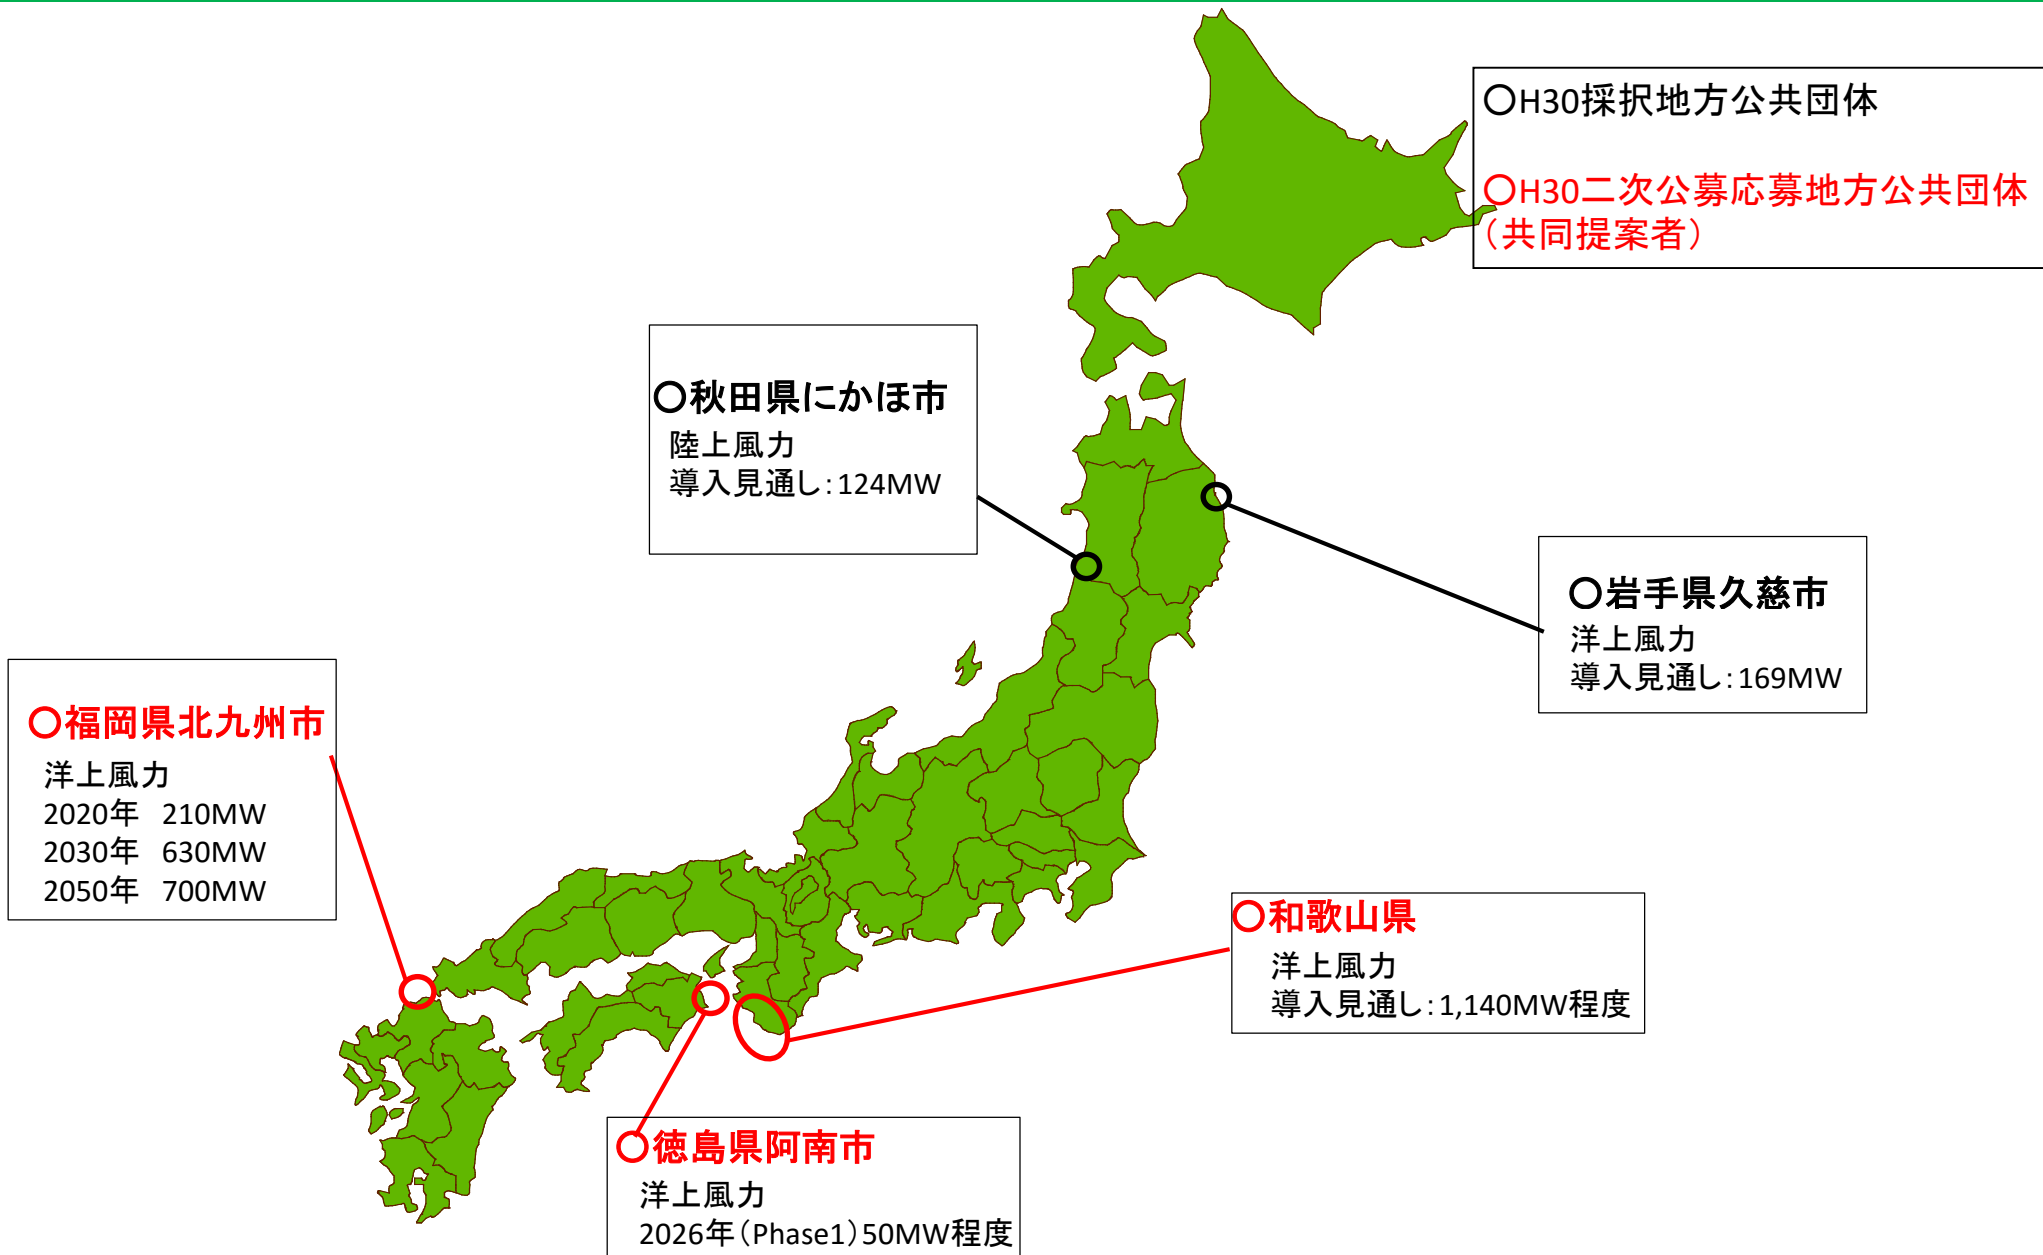 〇H30採択地方公共団体
〇H30二次公募応募地方公共団体
（共同提案者）
〇秋田県にかほ市
陸上風力
導入見通し：124MW
〇岩手県久慈市
洋上風力
導入見通し：169MW
〇福岡県北九州市
洋上風力
2020年 210MW
2030年 630MW
2050年 700MW
〇和歌山県
洋上風力
導入見通し：1,140MW程度
〇徳島県阿南市
洋上風力
2026年（Phase1）50MW程度